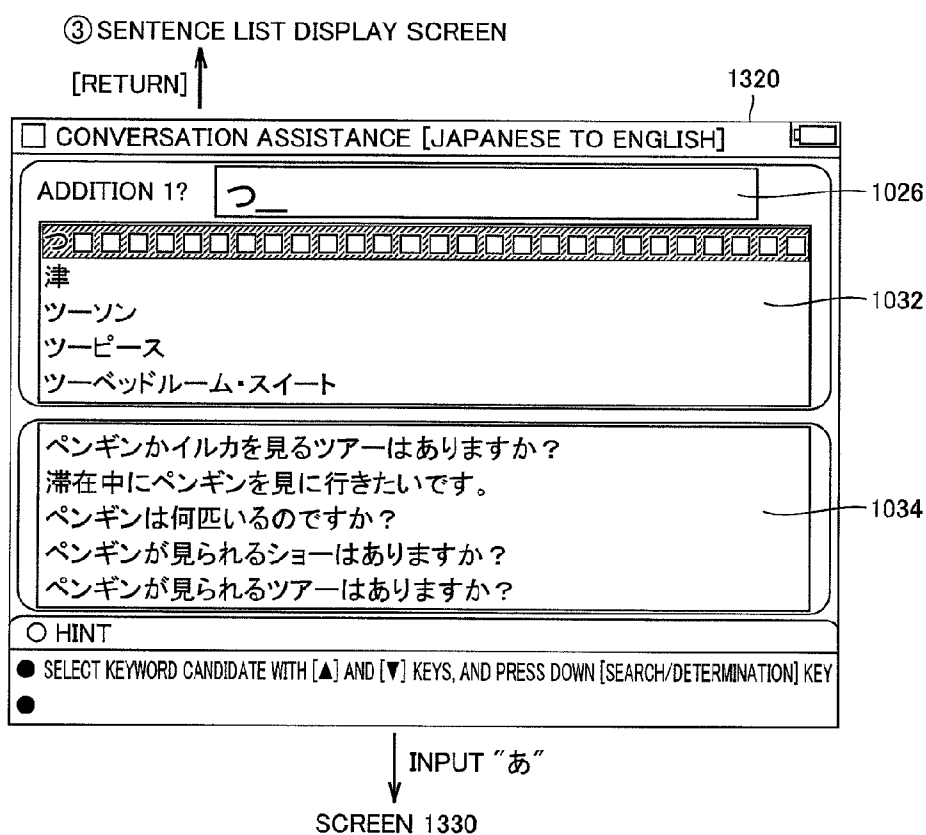 ③SENTENCE LIST DISPLAY SCREEN
[RETURN]
1320
CONVERSATION ASSISTANCE [JAPANESE TO ENGLISH]
ADDITION 1?
つ
1026
つ□□□□□□□□□□□□□□□□□□□□□□□□□□□
津
ツーソン
1032
ツーピース
ツーベッドルーム・スイート
ペンギンかイルカを見るツアーはありますか？
滞在中にペンギンを見に行きたいです。
ペンギンは何匹いるのですか？
1034
ペンギンが見られるショーはありますか？
ペンギンが見られるツアーはありますか？
○ HINT
● SELECT KEYWORD CANDIDATE WITH [▲] AND [▼] KEYS, AND PRESS DOWN [SEARCH/DETERMINATION] KEY
●
INPUT ″あ″
SCREEN 1330